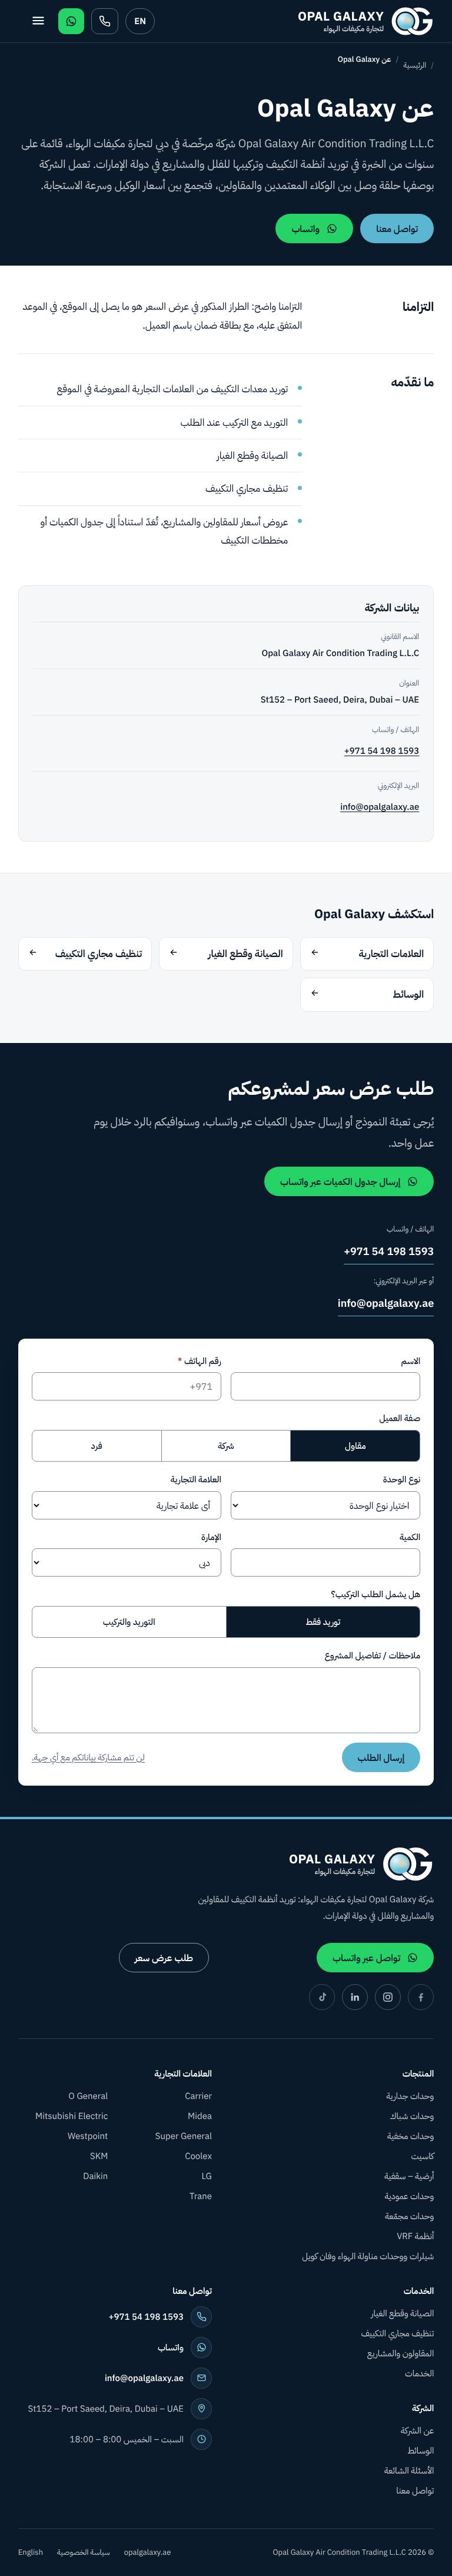 OPAL GALAXY
لتجارة مكيفات الهواء
EN
الرئيسية / عن Opal Galaxy
عن Opal Galaxy
Opal Galaxy Air Condition Trading L.L.C شركة مرخّصة في دبي لتجارة مكيفات الهواء، قائمة على
سنوات من الخبرة في توريد أنظمة التكييف وتركيبها للفلل والمشاريع في دولة الإمارات. تعمل الشركة
بوصفها حلقة وصل بين الوكلاء المعتمدين والمقاولين، فتجمع بين أسعار الوكيل وسرعة الاستجابة.
تواصل معنا
واتساب
التزامنا
التزامنا واضح: الطراز المذكور في عرض السعر هو ما يصل إلى الموقع، في الموعد
المتفق عليه، مع بطاقة ضمان باسم العميل.
ما نقدّمه
توريد معدات التكييف من العلامات التجارية المعروضة في الموقع
التوريد مع التركيب عند الطلب
الصيانة وقطع الغيار
تنظيف مجاري التكييف
عروض أسعار للمقاولين والمشاريع، تُعَدّ استناداً إلى جدول الكميات أو
مخططات التكييف
بيانات الشركة
الاسم القانوني
Opal Galaxy Air Condition Trading L.L.C
العنوان
St152 – Port Saeed, Deira, Dubai – UAE
الهاتف / واتساب
+971 54 198 1593
البريد الإلكتروني
info@opalgalaxy.ae
استكشف Opal Galaxy
العلامات التجارية ←
الصيانة وقطع الغيار ←
تنظيف مجاري التكييف ←
الوسائط ←
طلب عرض سعر لمشروعكم
يُرجى تعبئة النموذج أو إرسال جدول الكميات عبر واتساب، وسنوافيكم بالرد خلال يوم
عمل واحد.
إرسال جدول الكميات عبر واتساب
الهاتف / واتساب
+971 54 198 1593
أو عبر البريد الإلكتروني:
info@opalgalaxy.ae
الاسم
رقم الهاتف *
+971
صفة العميل
مقاول
شركة
فرد
نوع الوحدة
العلامة التجارية
اختيار نوع الوحدة
أي علامة تجارية
الكمية
الإمارة
دبي
هل يشمل الطلب التركيب؟
توريد فقط
التوريد والتركيب
ملاحظات / تفاصيل المشروع
إرسال الطلب
لن تتم مشاركة بياناتكم مع أي جهة.
OPAL GALAXY
لتجارة مكيفات الهواء
شركة Opal Galaxy لتجارة مكيفات الهواء: توريد أنظمة التكييف للمقاولين
والمشاريع والفلل في دولة الإمارات.
تواصل عبر واتساب
طلب عرض سعر
المنتجات
وحدات جدارية
وحدات شباك
وحدات مخفية
كاسيت
أرضية – سقفية
وحدات عمودية
وحدات مجمّعة
أنظمة VRF
شيلرات ووحدات مناولة الهواء وفان كويل
العلامات التجارية
Carrier
O General
Midea
Mitsubishi Electric
Super General
Westpoint
Coolex
SKM
LG
Daikin
Trane
الخدمات
الصيانة وقطع الغيار
تنظيف مجاري التكييف
المقاولون والمشاريع
الخدمات
الشركة
عن الشركة
الوسائط
الأسئلة الشائعة
تواصل معنا
تواصل معنا
+971 54 198 1593
واتساب
info@opalgalaxy.ae
St152 – Port Saeed, Deira, Dubai – UAE
السبت – الخميس 8:00 – 18:00
© 2026 Opal Galaxy Air Condition Trading L.L.C
opalgalaxy.ae
سياسة الخصوصية
English